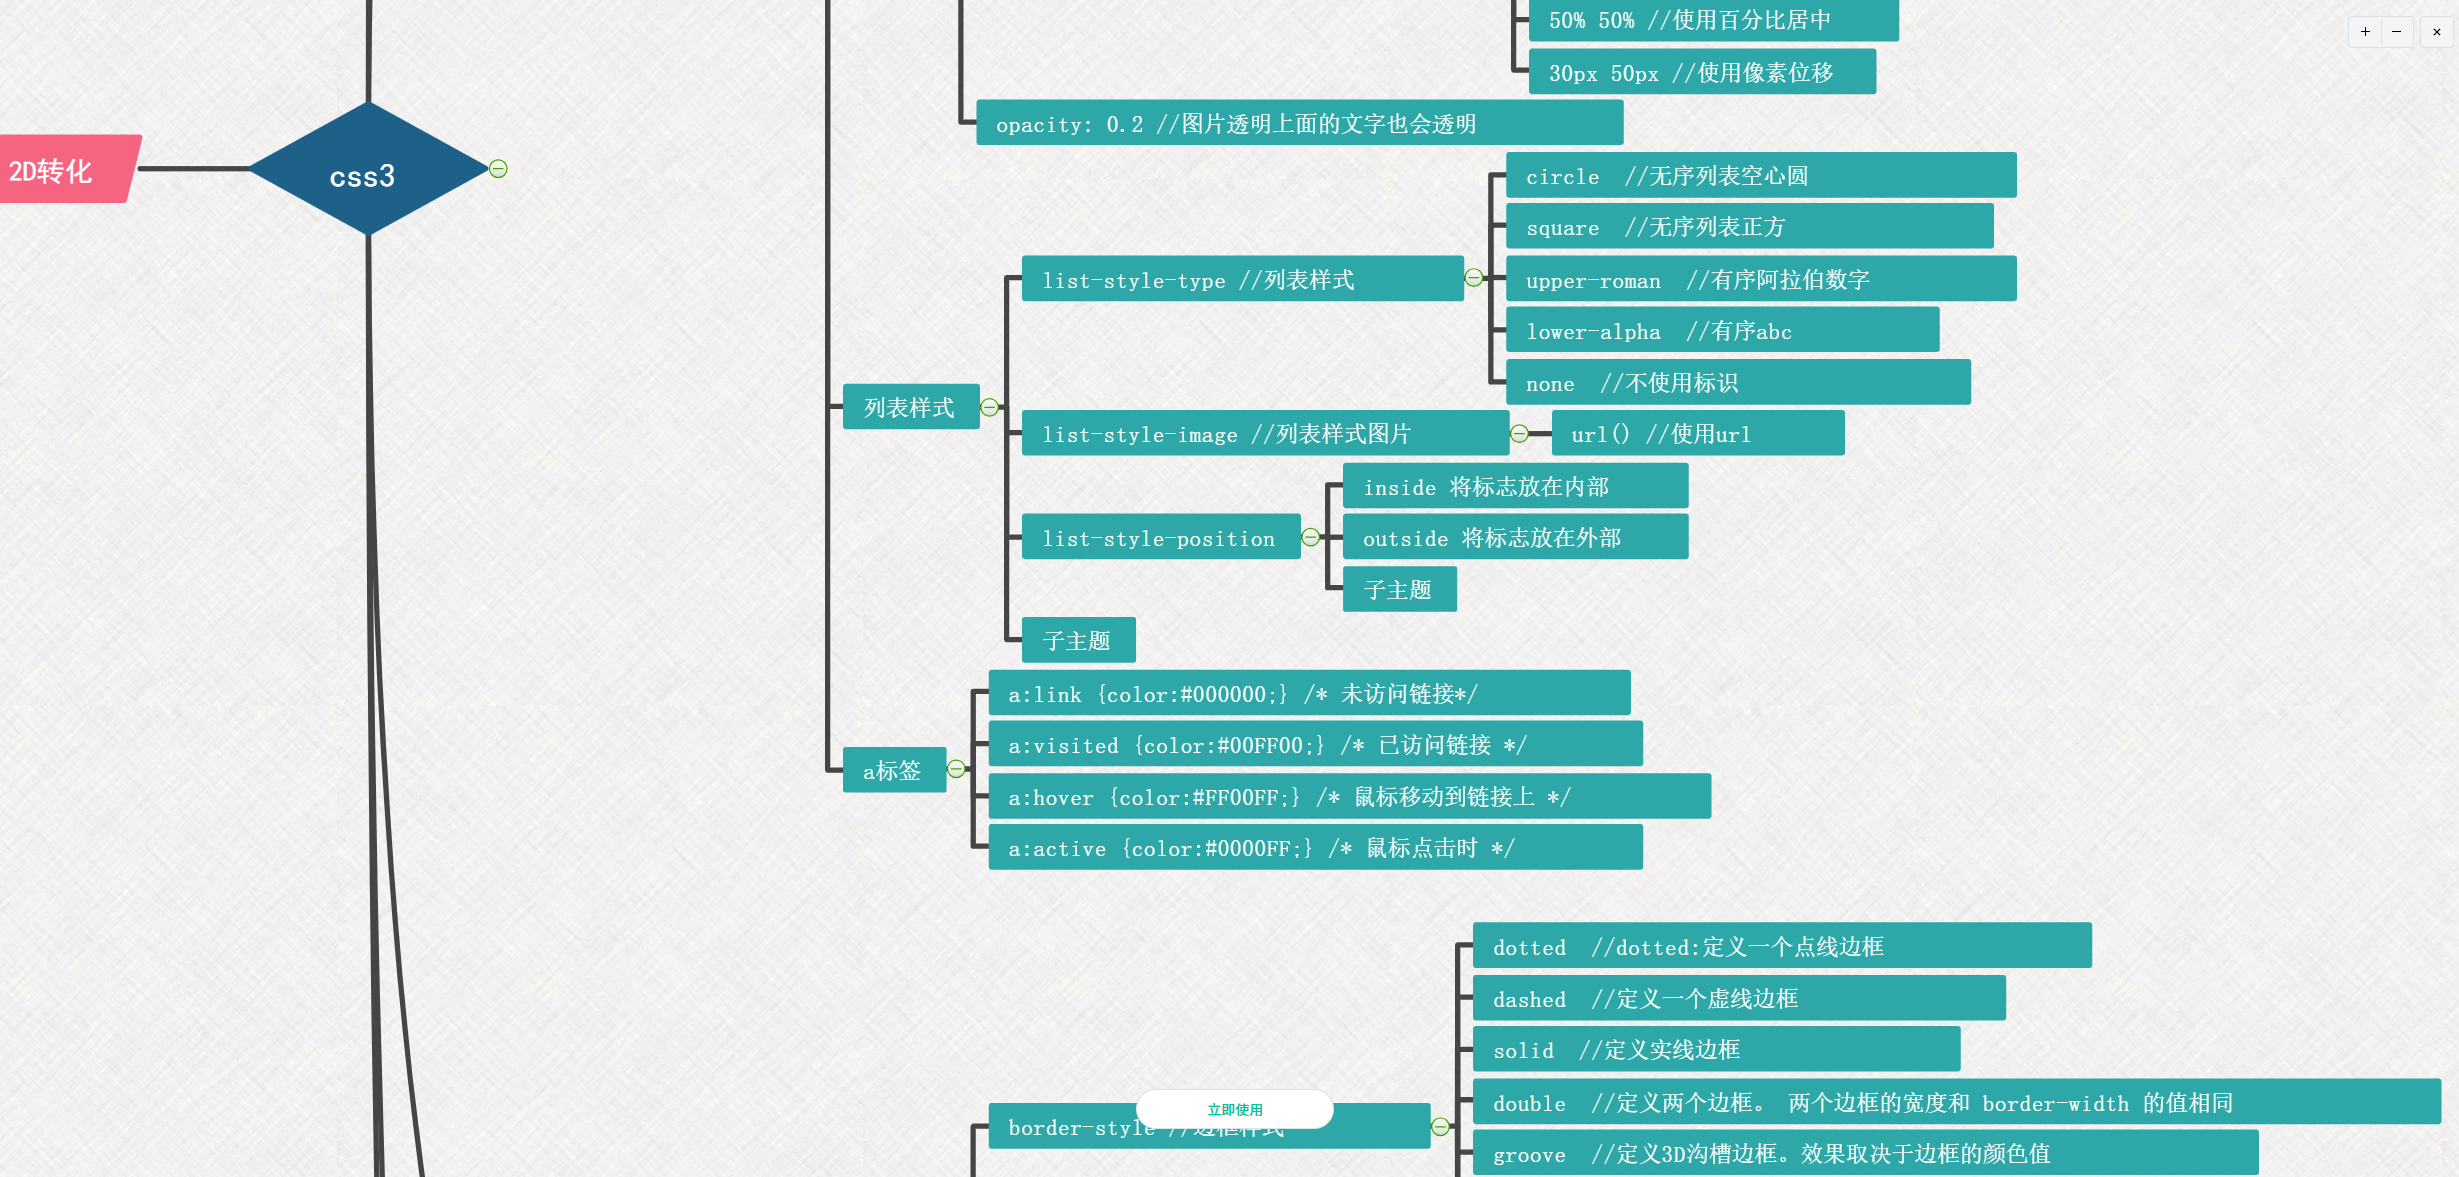 50% 50% //使用百分比居中
30px 50px //使用像素位移
opacity: 0.2 //图片透明上面的文字也会透明
2D转化
css3
circle  //无序列表空心圆
square  //无序列表正方
list-style-type //列表样式
upper-roman  //有序阿拉伯数字
lower-alpha  //有序abc
none  //不使用标识
列表样式
list-style-image //列表样式图片
url() //使用url
inside 将标志放在内部
list-style-position
outside 将标志放在外部
子主题
子主题
a:link {color:#000000;} /* 未访问链接*/
a:visited {color:#00FF00;} /* 已访问链接 */
a标签
a:hover {color:#FF00FF;} /* 鼠标移动到链接上 */
a:active {color:#0000FF;} /* 鼠标点击时 */
dotted  //dotted:定义一个点线边框
dashed  //定义一个虚线边框
solid  //定义实线边框
double  //定义两个边框。 两个边框的宽度和 border-width 的值相同
立即使用
border-style //边框样式
groove  //定义3D沟槽边框。效果取决于边框的颜色值